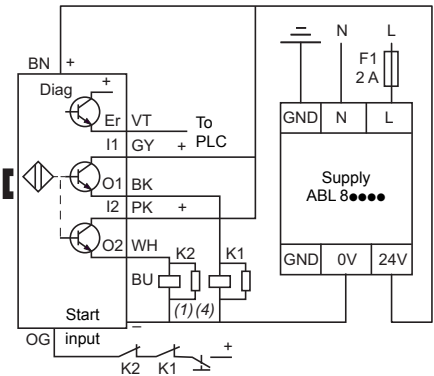 BN +
Diag +
Er VT
To PLC
I1 GY +
O1 BK
I2 PK +
O2 WH
K2 K1
BU
(1) (4)
Start input
–
OG
K2 K1 +
N L
F1
2 A
GND N L
Supply
ABL 8●●●●
GND 0V 24V